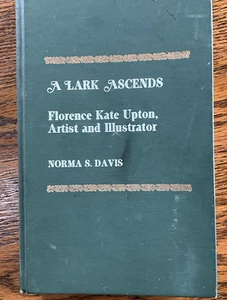 A LARK ASCENDS
Florence Kate Upton,
Artist and Illustrator
NORMA S. DAVIS